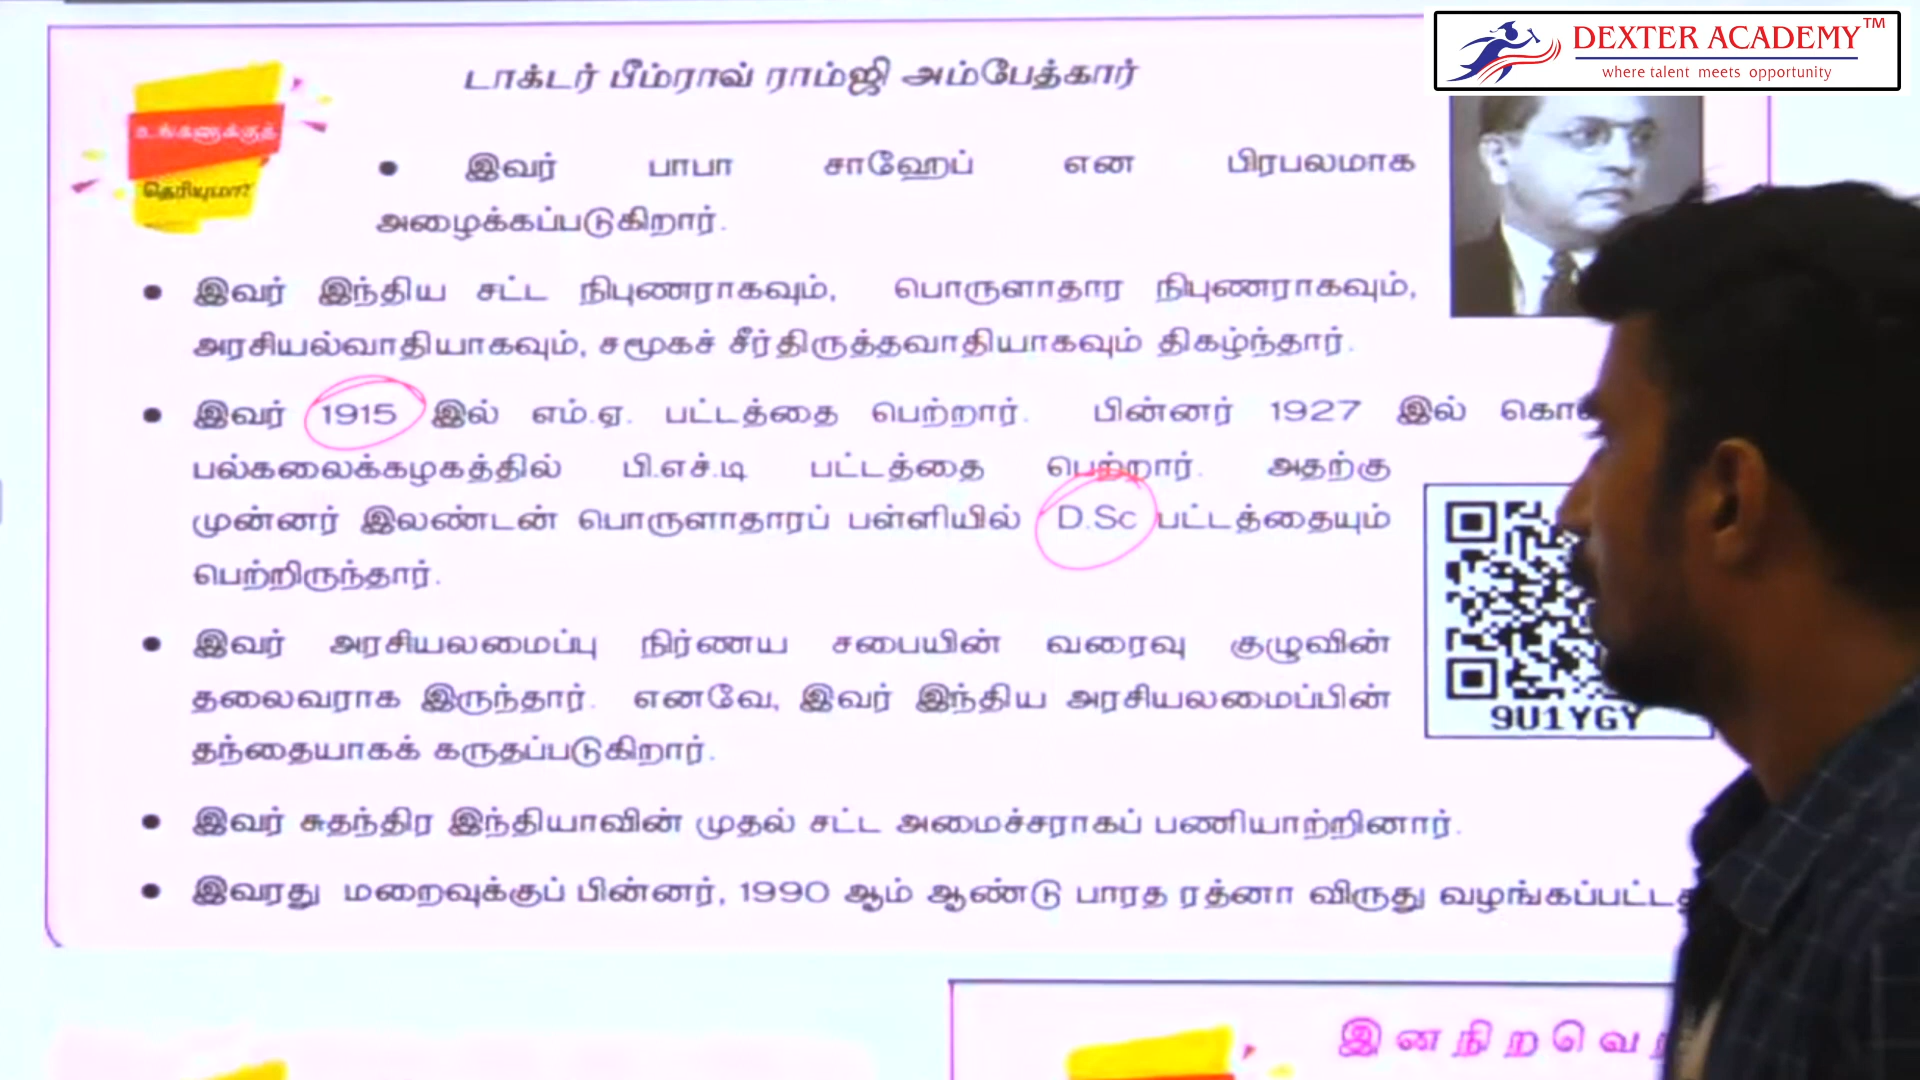 DEXTER ACADEMY™
where talent meets opportunity
டாக்டர் பீம்ராவ் ராம்ஜி அம்பேத்கார்
உங்களுக்குத்
தெரியுமா?
● இவர் பாபா சாஹேப் என பிரபலமாக
அழைக்கப்படுகிறார்.
● இவர் இந்திய சட்ட நிபுணராகவும், பொருளாதார நிபுணராகவும்,
அரசியல்வாதியாகவும், சமூகச் சீர்திருத்தவாதியாகவும் திகழ்ந்தார்.
● இவர் 1915 இல் எம்.ஏ. பட்டத்தை பெற்றார். பின்னர் 1927 இல்
பல்கலைக்கழகத்தில் பி.எச்.டி பட்டத்தை பெற்றார். அதற்கு
முன்னர் இலண்டன் பொருளாதாரப் பள்ளியில் D.Sc பட்டத்தையும்
பெற்றிருந்தார்.
● இவர் அரசியலமைப்பு நிர்ணய சபையின் வரைவு குழுவின்
தலைவராக இருந்தார். எனவே, இவர் இந்திய அரசியலமைப்பின்
தந்தையாகக் கருதப்படுகிறார்.
9U1YGY
● இவர் சுதந்திர இந்தியாவின் முதல் சட்ட அமைச்சராகப் பணியாற்றினார்.
● இவரது மறைவுக்குப் பின்னர், 1990 ஆம் ஆண்டு பாரத ரத்னா விருது